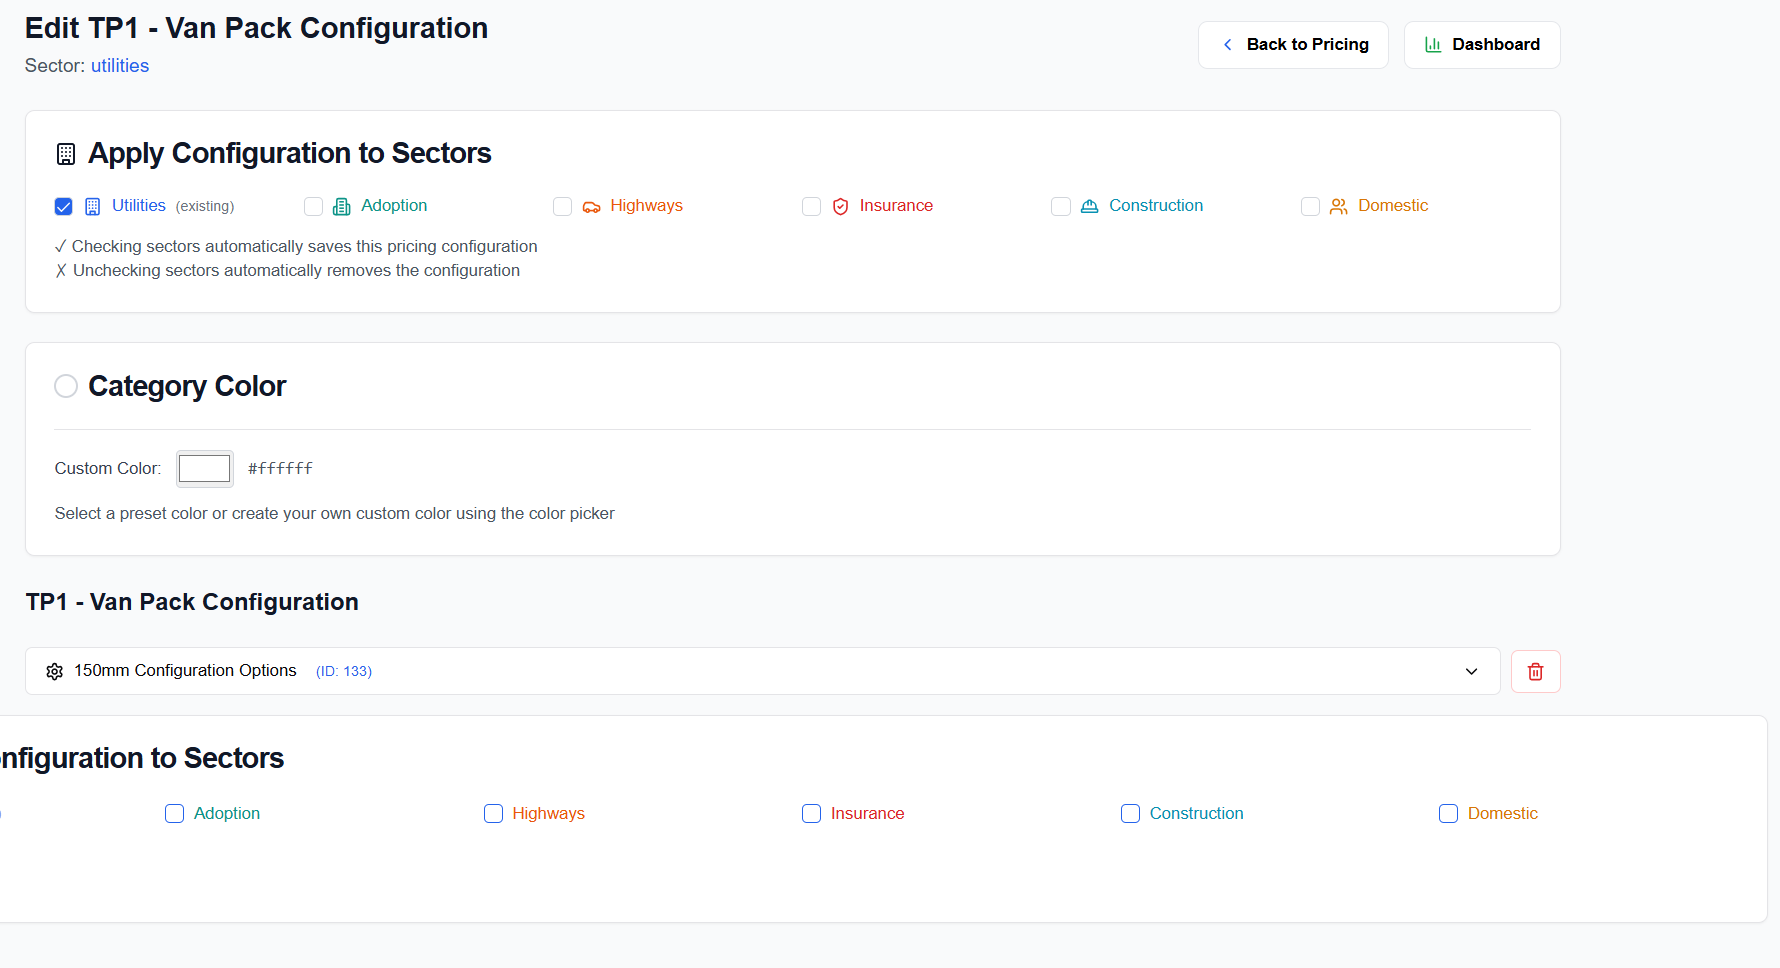 Edit TP1 - Van Pack Configuration
Sector: utilities
Back to Pricing
Dashboard
Apply Configuration to Sectors
Utilities (existing)
Adoption
Highways
Insurance
Construction
Domestic
✓ Checking sectors automatically saves this pricing configuration
✗ Unchecking sectors automatically removes the configuration
Category Color
Custom Color: #ffffff
Select a preset color or create your own custom color using the color picker
TP1 - Van Pack Configuration
150mm Configuration Options (ID: 133)
nfiguration to Sectors
Adoption
Highways
Insurance
Construction
Domestic